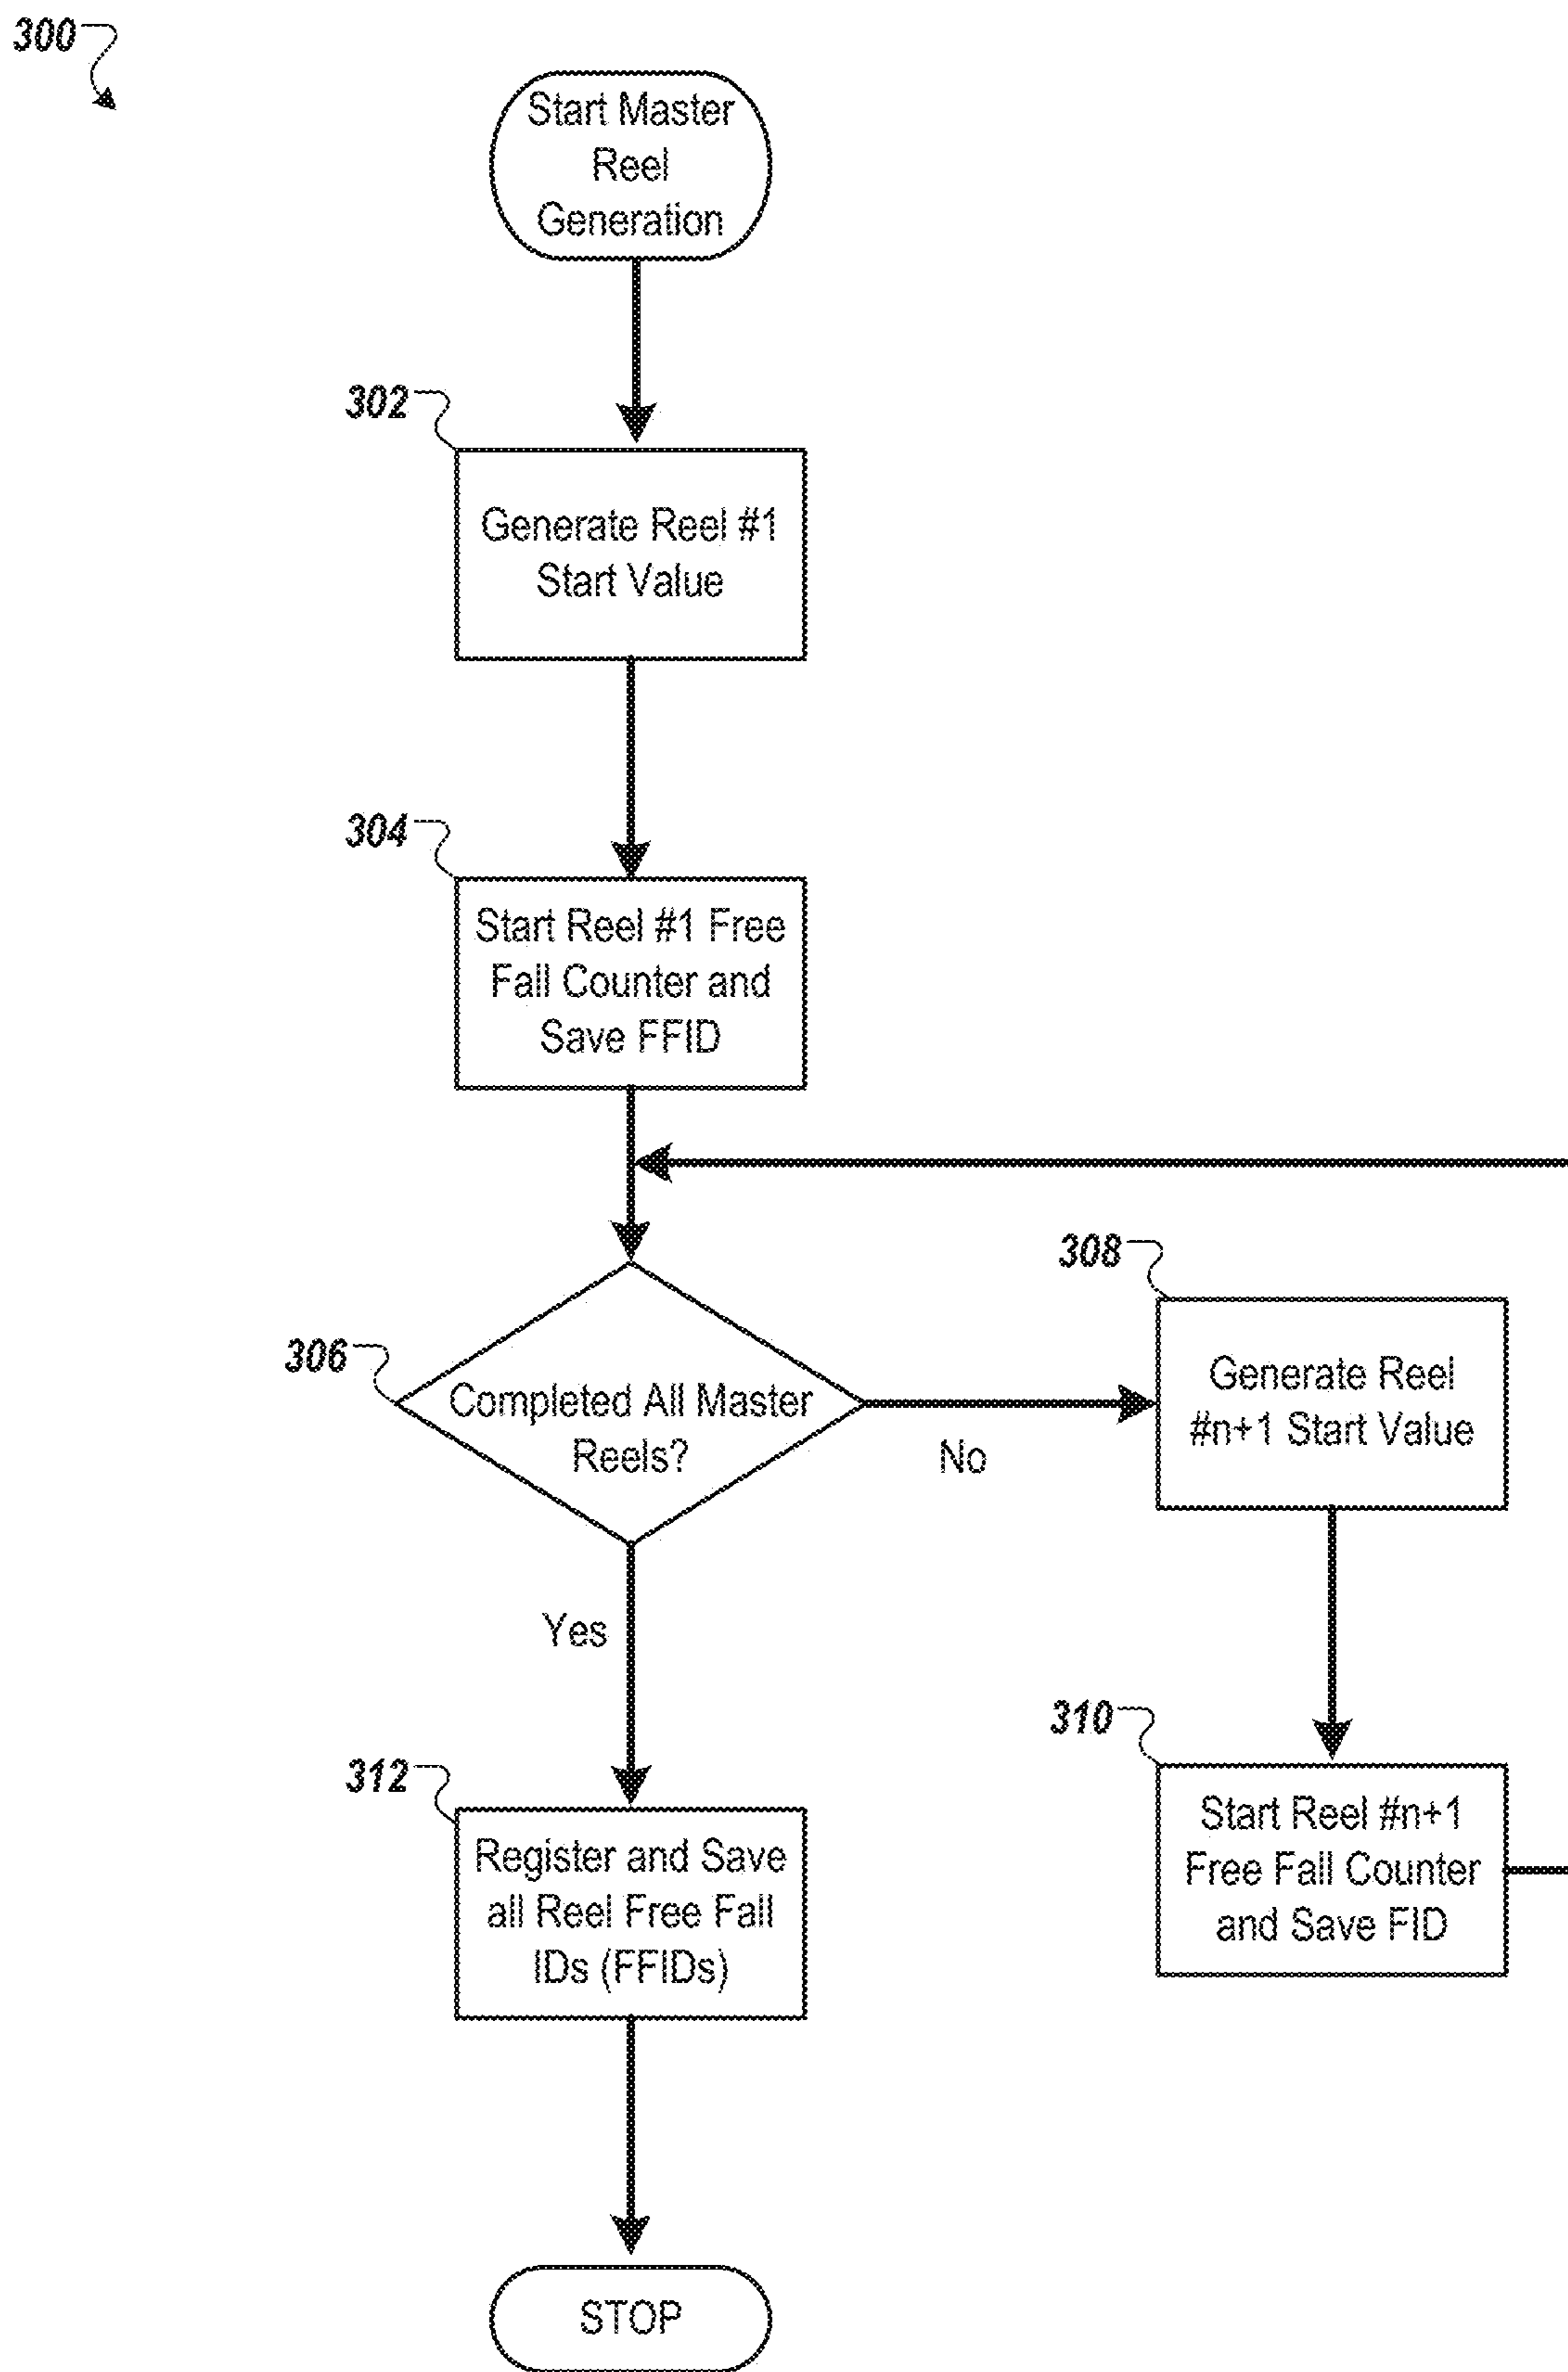 300
Start Master
Reel
Generation
302
Generate Reel #1
Start Value
304
Start Reel #1 Free
Fall Counter and
Save FFID
306
Completed All Master
Reels?
No
308
Generate Reel
#n+1 Start Value
310
Start Reel #n+1
Free Fall Counter
and Save FID
Yes
312
Register and Save
all Reel Free Fall
IDs (FFIDs)
STOP